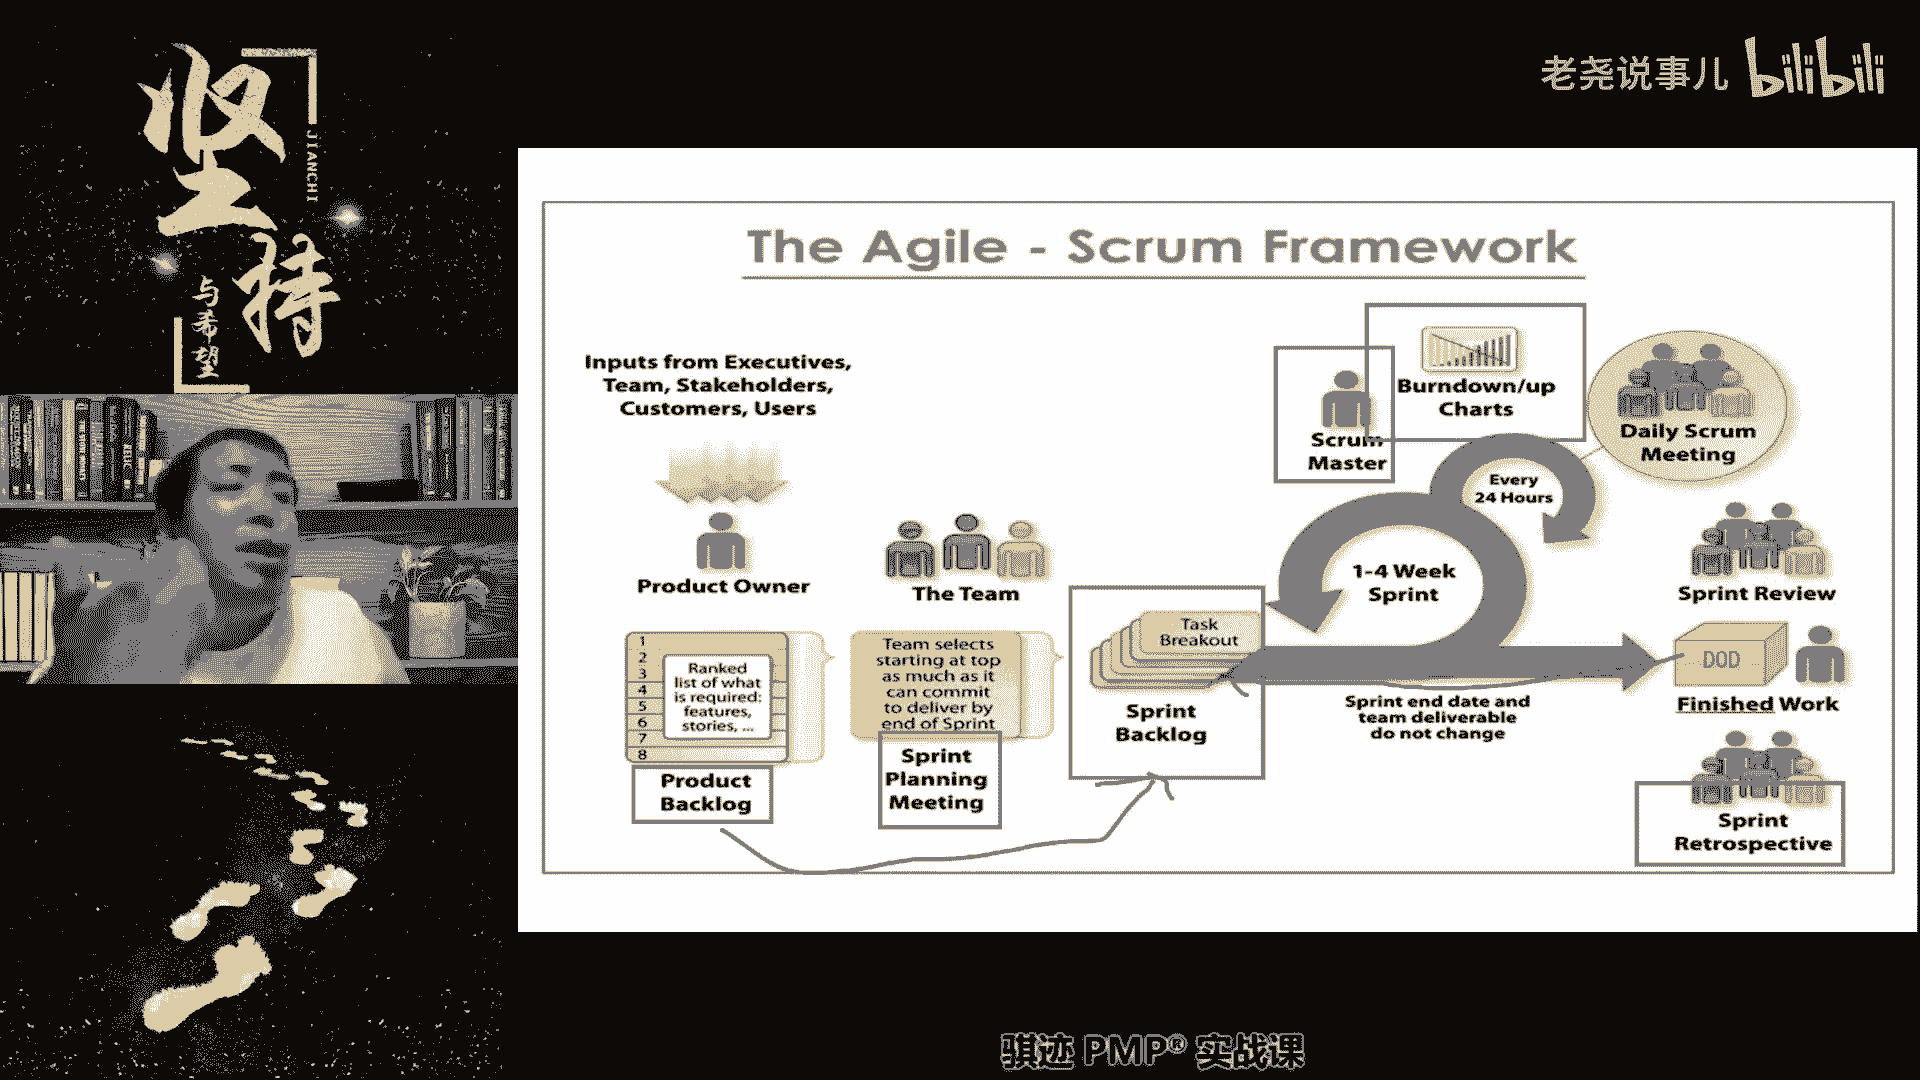 坚持
JIANCHI
与希望
老尧说事儿 bilibili
The Agile - Scrum Framework
Inputs from Executives,
Team, Stakeholders,
Customers, Users
Product Owner
The Team
1
2
3
4
5
6
7
8
Ranked
list of what
is required:
features,
stories, ...
Product
Backlog
Team selects
starting at top
as much as it
can commit
to deliver by
end of Sprint
Sprint
Planning
Meeting
Task
Breakout
Sprint
Backlog
Scrum
Master
Burndown/up
Charts
Every
24 Hours
1-4 Week
Sprint
Daily Scrum
Meeting
Sprint end date and
team deliverable
do not change
Sprint Review
DOD
Finished Work
Sprint
Retrospective
骐迹 PMP® 实战课